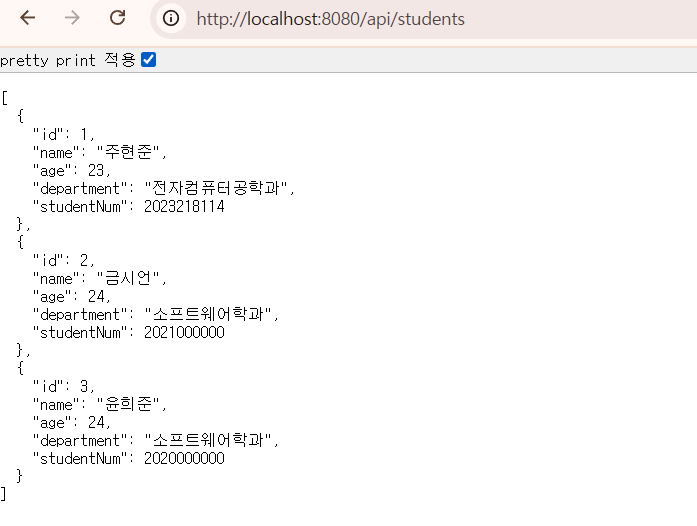 http://localhost:8080/api/students
pretty print 적용
[
  {
    "id": 1,
    "name": "주현준",
    "age": 23,
    "department": "전자컴퓨터공학과",
    "studentNum": 2023218114
  },
  {
    "id": 2,
    "name": "금시언",
    "age": 24,
    "department": "소프트웨어학과",
    "studentNum": 2021000000
  },
  {
    "id": 3,
    "name": "윤희준",
    "age": 24,
    "department": "소프트웨어학과",
    "studentNum": 2020000000
  }
]